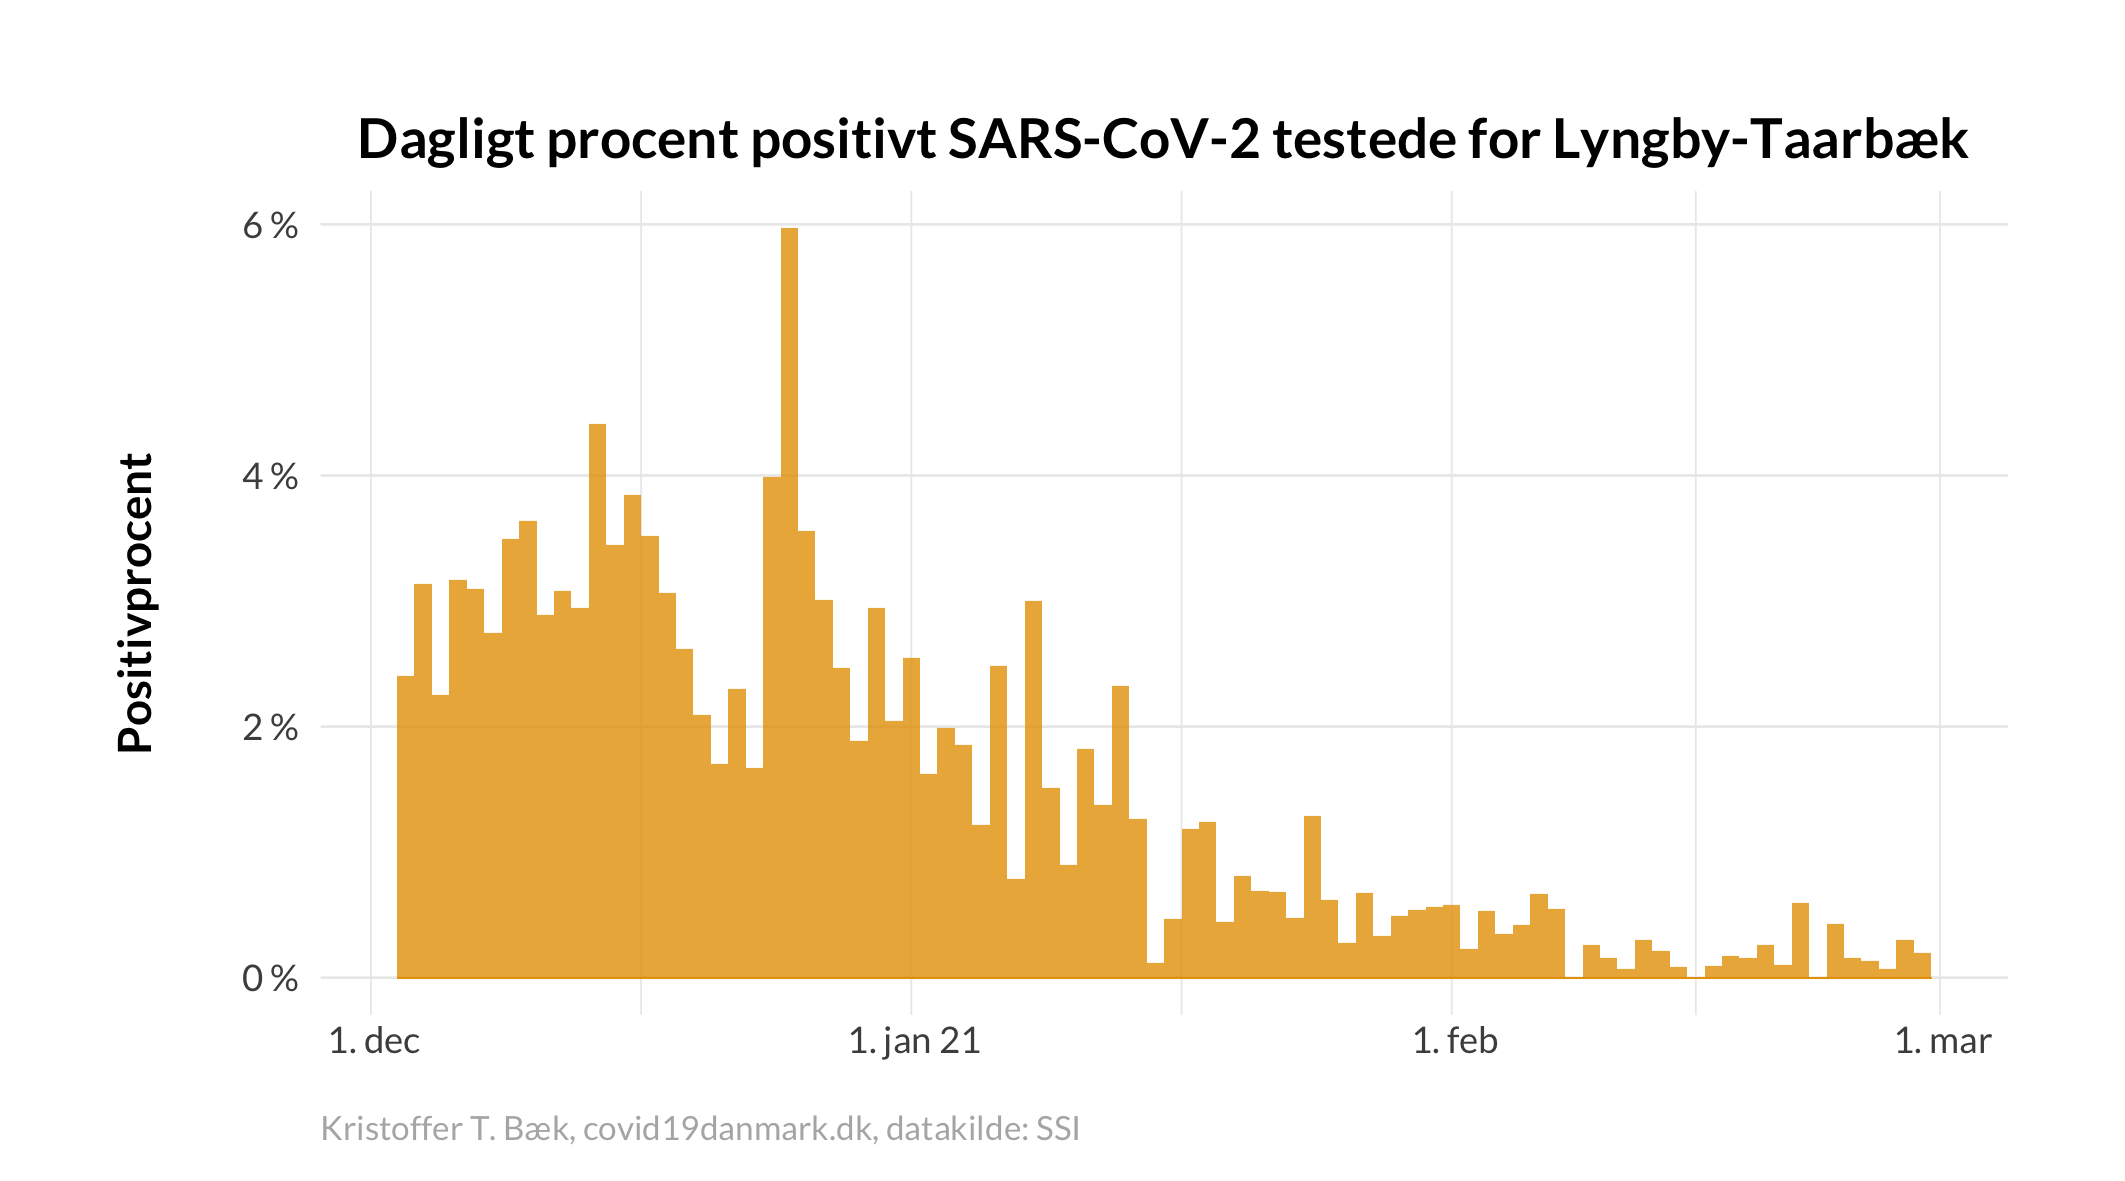 Dagligt procent positivt SARS-CoV-2 testede for Lyngby-Taarbæk
Positivprocent
6 %
4 %
2 %
0 %
1. dec
1. jan 21
1. feb
1. mar
Kristoffer T. Bæk, covid19danmark.dk, datakilde: SSI